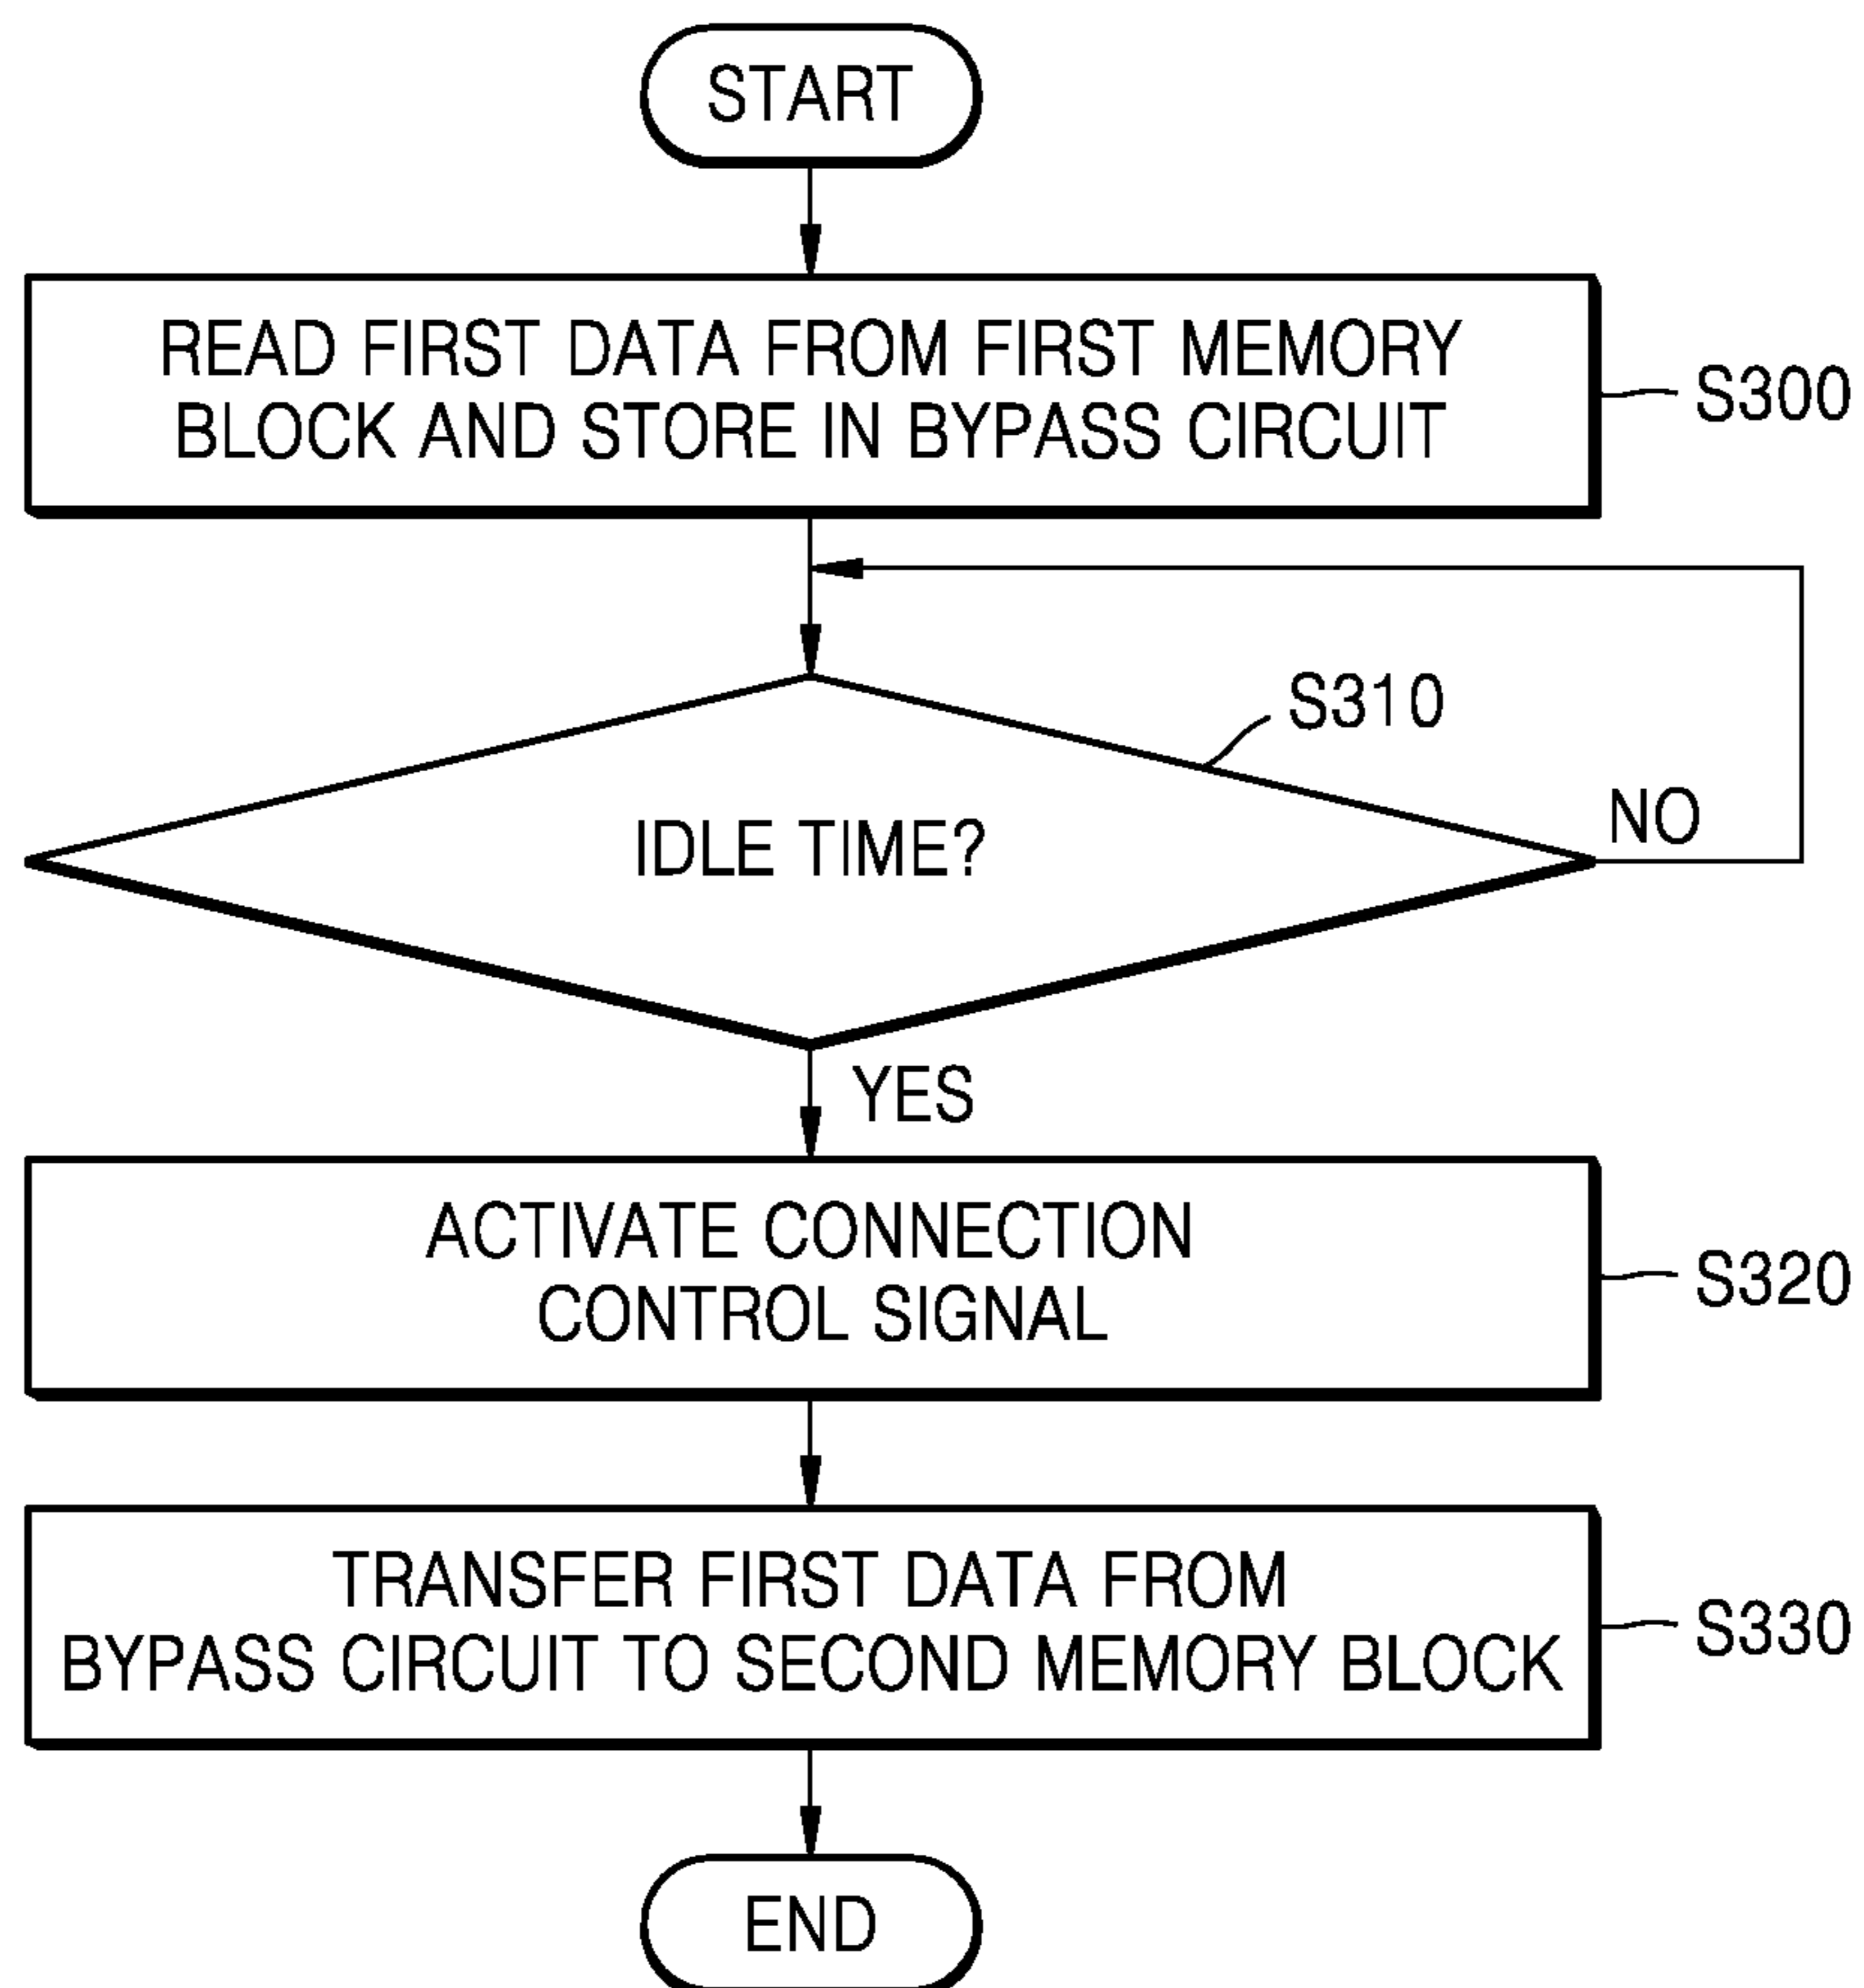 START
READ FIRST DATA FROM FIRST MEMORY
BLOCK AND STORE IN BYPASS CIRCUIT
S300
S310
IDLE TIME?
NO
YES
ACTIVATE CONNECTION
CONTROL SIGNAL
S320
TRANSFER FIRST DATA FROM
BYPASS CIRCUIT TO SECOND MEMORY BLOCK
S330
END